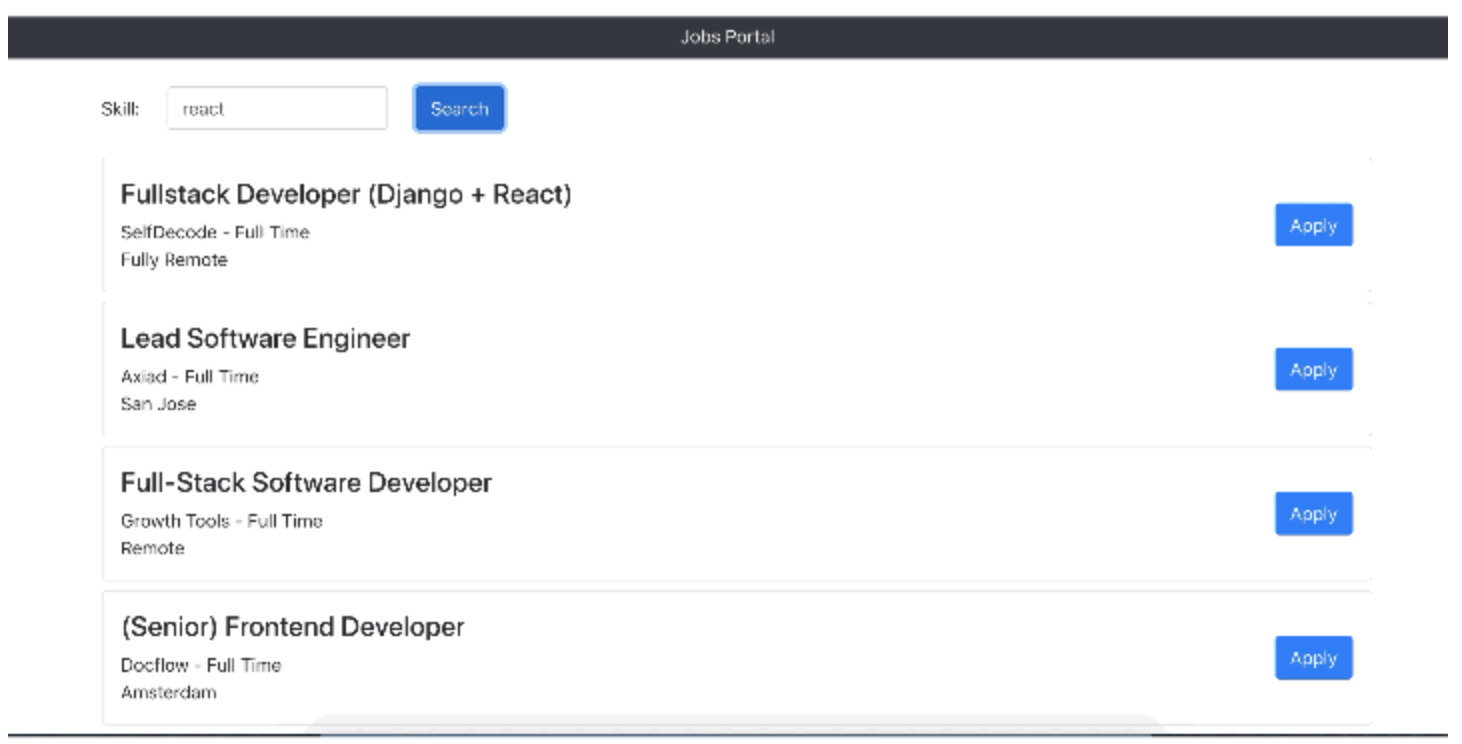 Jobs Portal
Skill: react Search
Fullstack Developer (Django + React)
SelfDecode - Full Time
Fully Remote
Apply
Lead Software Engineer
Axiad - Full Time
San Jose
Apply
Full-Stack Software Developer
Growth Tools - Full Time
Remote
Apply
(Senior) Frontend Developer
Docflow - Full Time
Amsterdam
Apply